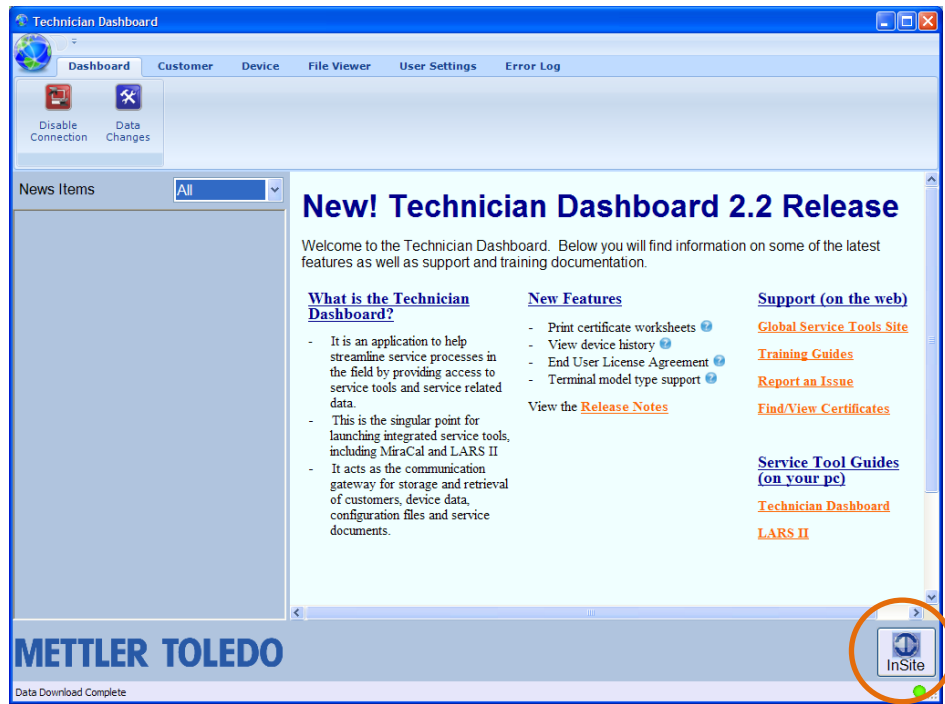 Technician Dashboard
Dashboard Customer Device File Viewer User Settings Error Log
Disable Connection
Data Changes
News Items All
New! Technician Dashboard 2.2 Release
Welcome to the Technician Dashboard. Below you will find information on some of the latest
features as well as support and training documentation.
What is the Technician
Dashboard?
- It is an application to help
streamline service processes in
the field by providing access to
service tools and service related
data.
- This is the singular point for
launching integrated service tools,
including MiraCal and LARS II
- It acts as the communication
gateway for storage and retrieval
of customers, device data,
configuration files and service
documents.
New Features
- Print certificate worksheets ?
- View device history ?
- End User License Agreement ?
- Terminal model type support ?
View the Release Notes
Support (on the web)
Global Service Tools Site
Training Guides
Report an Issue
Find/View Certificates
Service Tool Guides
(on your pc)
Technician Dashboard
LARS II
METTLER TOLEDO
InSite
Data Download Complete